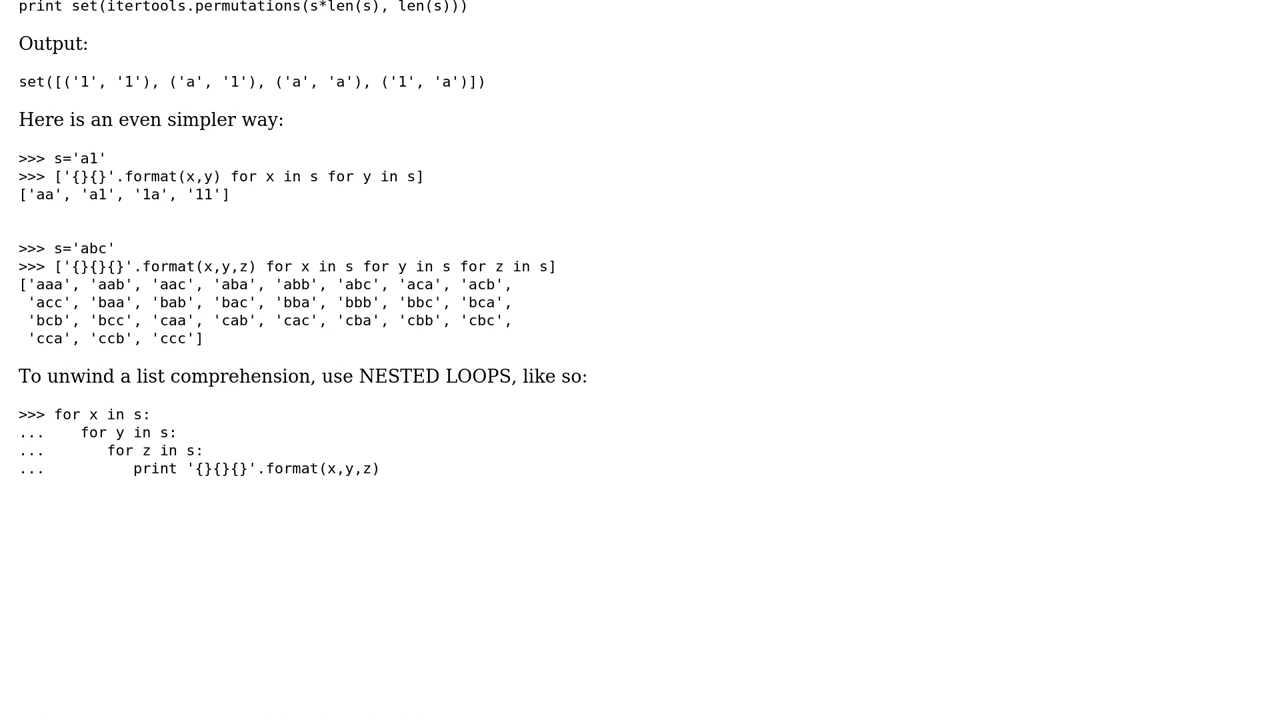 print set(itertools.permutations(s*len(s), len(s)))
Output:
set([('1', '1'), ('a', '1'), ('a', 'a'), ('1', 'a')])
Here is an even simpler way:
>>> s='a1'
>>> ['{}{}'.format(x,y) for x in s for y in s]
['aa', 'a1', '1a', '11']
>>> s='abc'
>>> ['{}{}{}'.format(x,y,z) for x in s for y in s for z in s]
['aaa', 'aab', 'aac', 'aba', 'abb', 'abc', 'aca', 'acb',
 'acc', 'baa', 'bab', 'bac', 'bba', 'bbb', 'bbc', 'bca',
 'bcb', 'bcc', 'caa', 'cab', 'cac', 'cba', 'cbb', 'cbc',
 'cca', 'ccb', 'ccc']
To unwind a list comprehension, use NESTED LOOPS, like so:
>>> for x in s:
...    for y in s:
...       for z in s:
...          print '{}{}{}'.format(x,y,z)